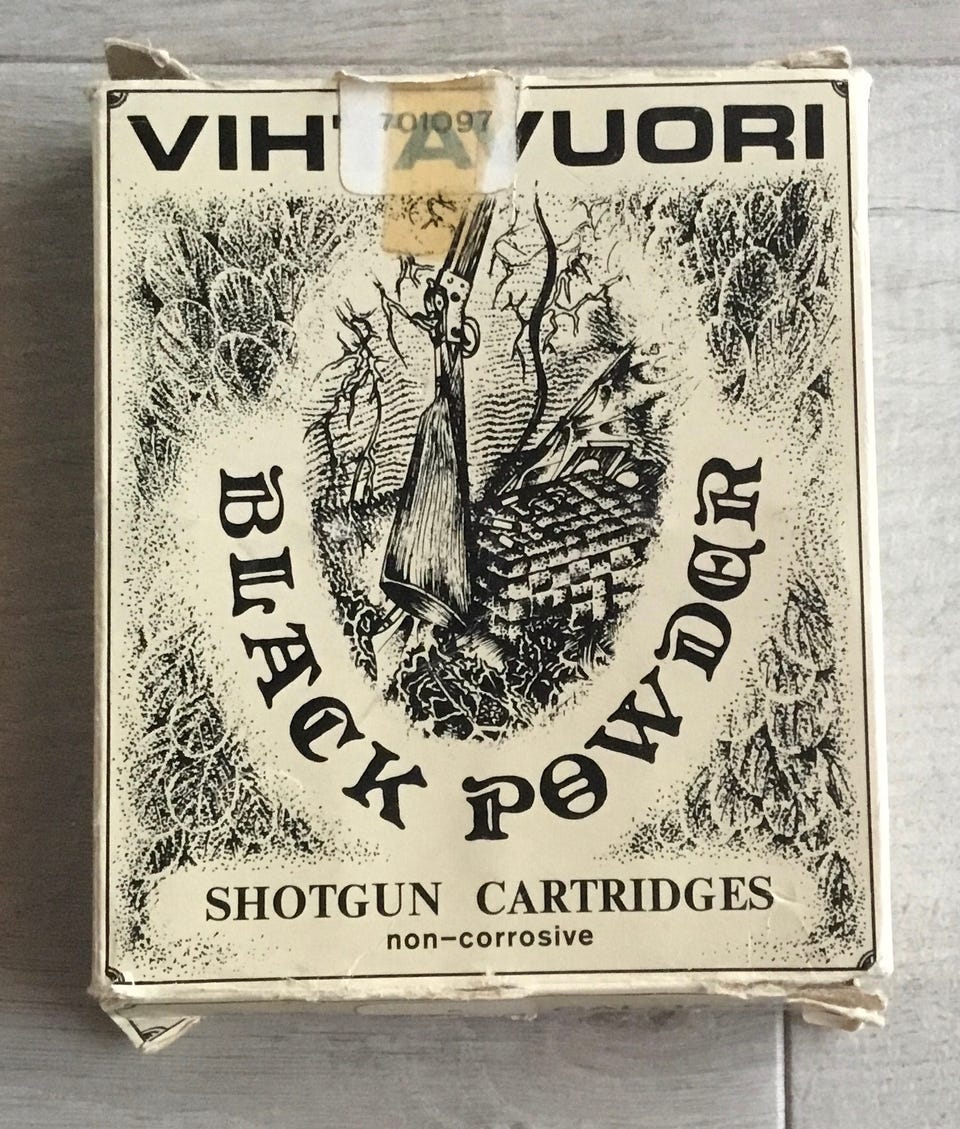 VIHTAVUORI
701097
BLACK POWDER
SHOTGUN CARTRIDGES
non-corrosive